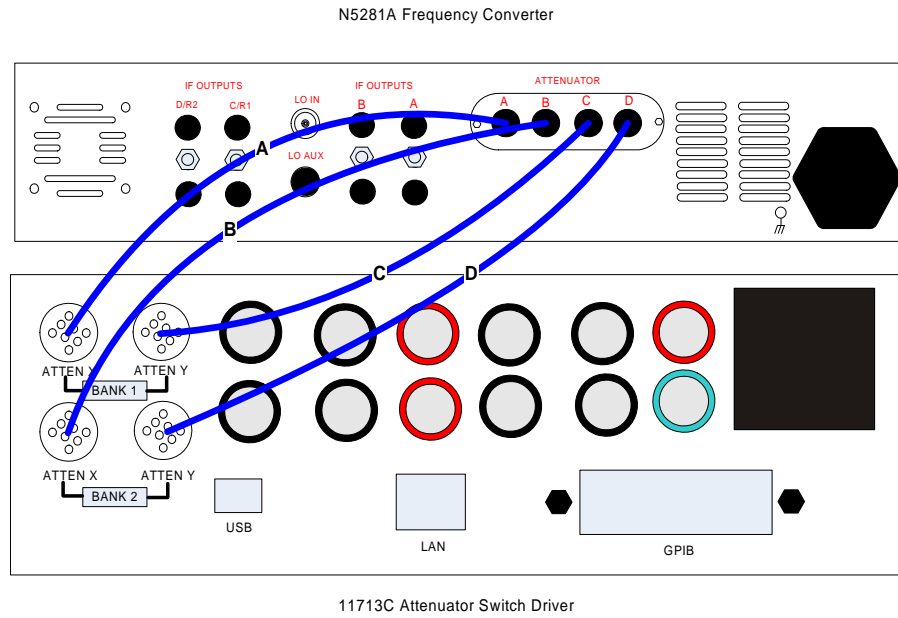 N5281A Frequency Converter
IF OUTPUTS
D/R2
C/R1
LO IN
LO AUX
IF OUTPUTS
B
A
ATTENUATOR
A
B
C
D
A
B
C
D
ATTEN X
ATTEN Y
BANK 1
ATTEN X
ATTEN Y
BANK 2
USB
LAN
GPIB
11713C Attenuator Switch Driver